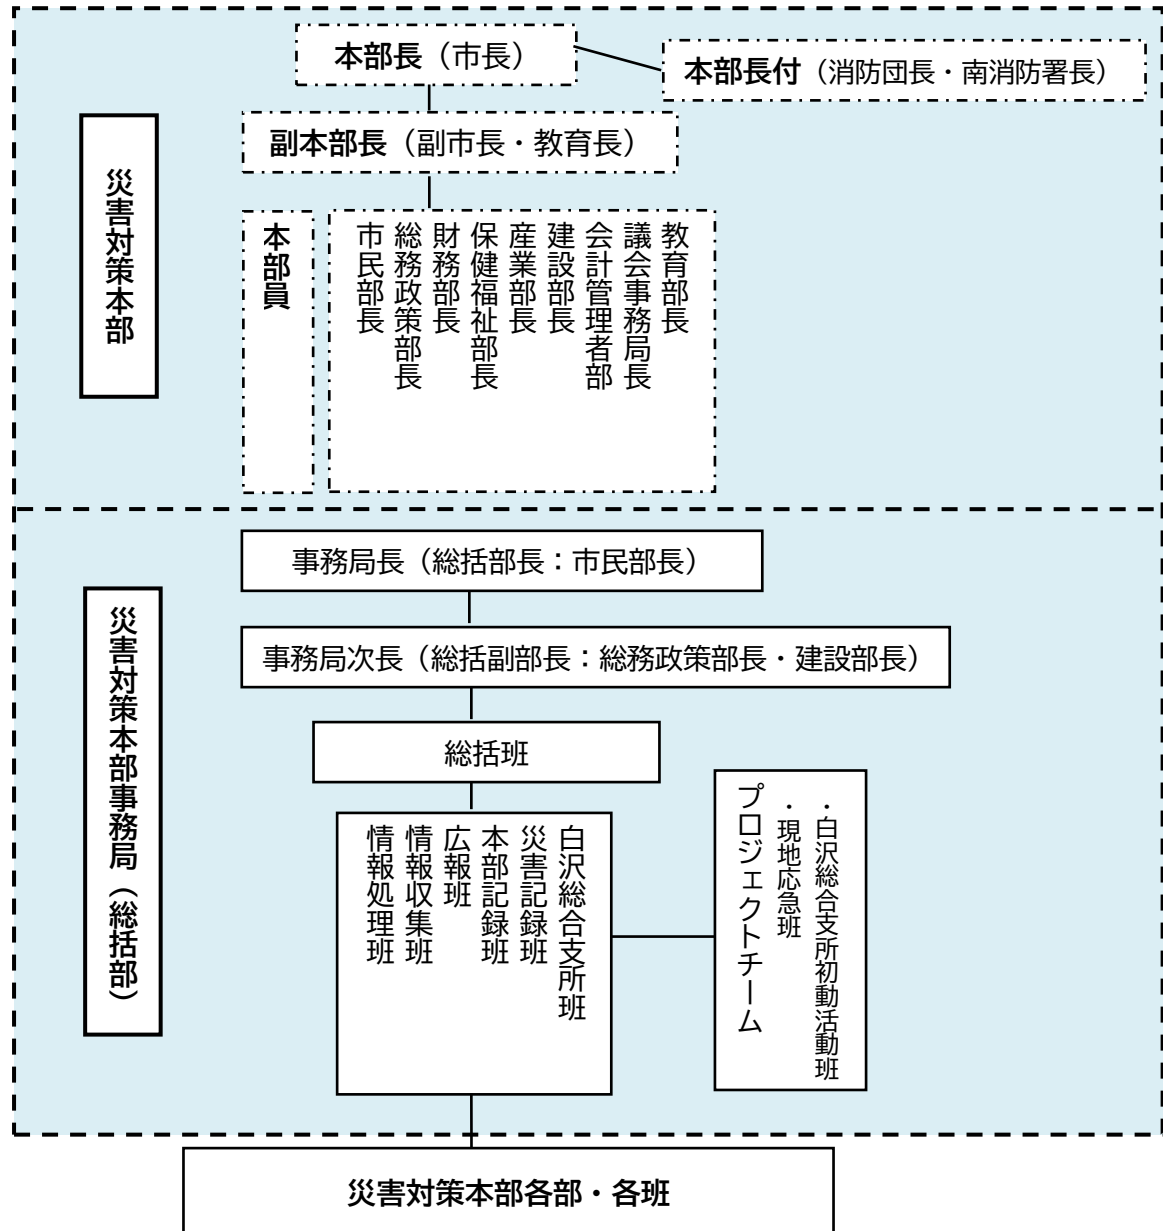 本部長（市長）
本部長付（消防団長・南消防署長）
副本部長（副市長・教育長）
災害対策本部
本部員
教育部長
議会事務局長
会計管理者部
建設部長
産業部長
保健福祉部長
財務部長
総務政策部長
市民部長
事務局長（総括部長：市民部長）
災害対策本部事務局（総括部）
事務局次長（総括副部長：総務政策部長・建設部長）
総括班
白沢総合支所班
災害記録班
本部記録班
広報班
情報収集班
情報処理班
・白沢総合支所初動活動班
・現地応急班
プロジェクトチーム
災害対策本部各部・各班